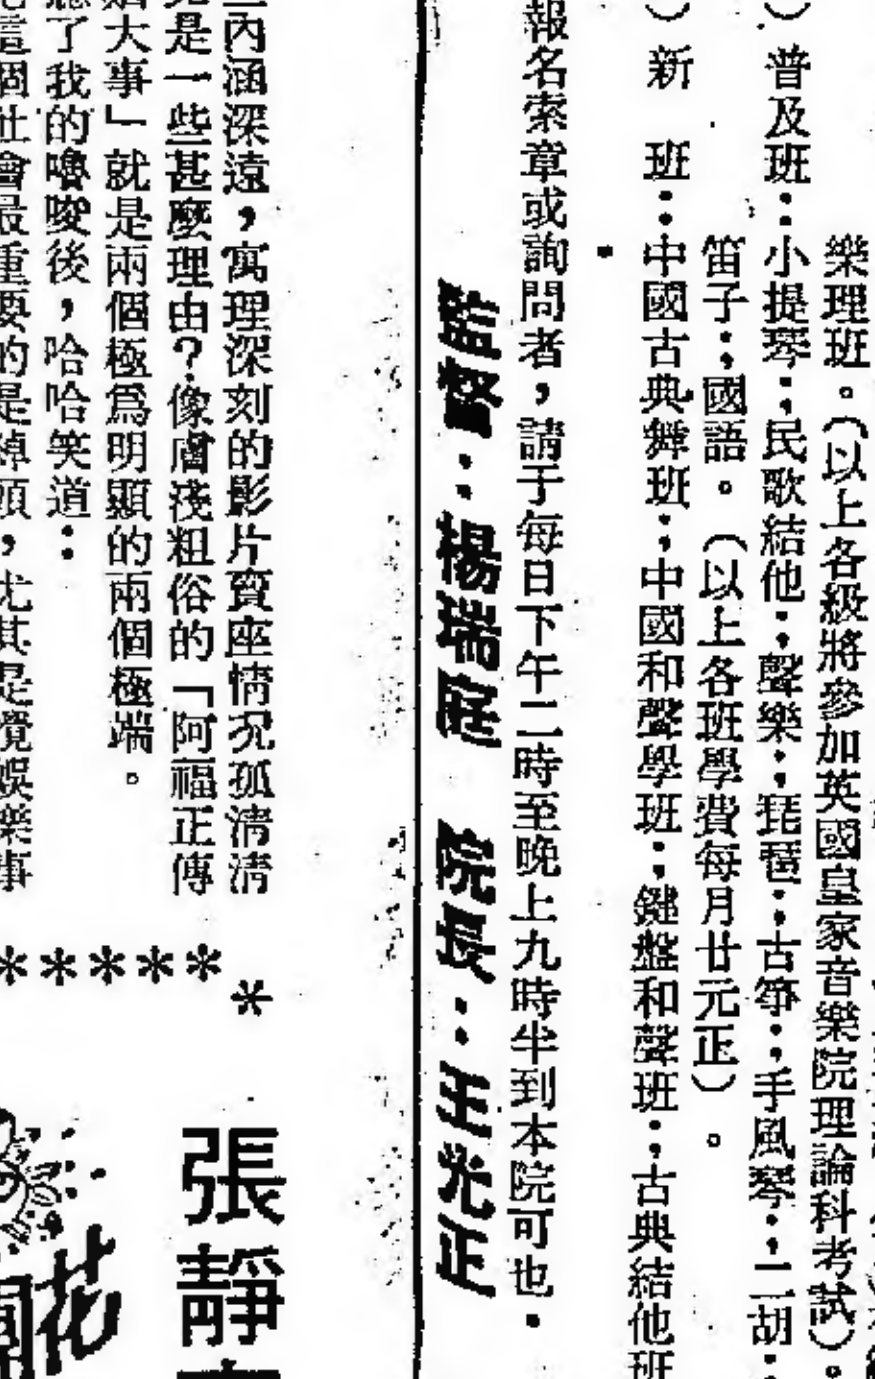 樂理班。(以上各級將參加英國皇家音樂院理論科考試)。
)普及班：小提琴；民歌結他；聲樂；琵琶；古箏；手風琴；二胡；
笛子；國語。(以上各班學費每月廿元正)。
)新 班：中國古典舞班；中國和聲學班；鍵盤和聲班；古典結他班
報名索章或詢問者，請于每日下午二時至晚上九時半到本院可也．
監督：楊瑞庭 院長：王光正
內涵深遠，寓理深刻的影片賣座情況孤淸淸
是一些甚麼理由？像膚淺粗俗的「阿福正傳
大事」就是兩個極爲明顯的兩個極端。
了我的嚕唆後，哈哈笑道：
這個社會最重要的是掉頭，尤其是攪娛樂事
* * * * * *
張靜
花